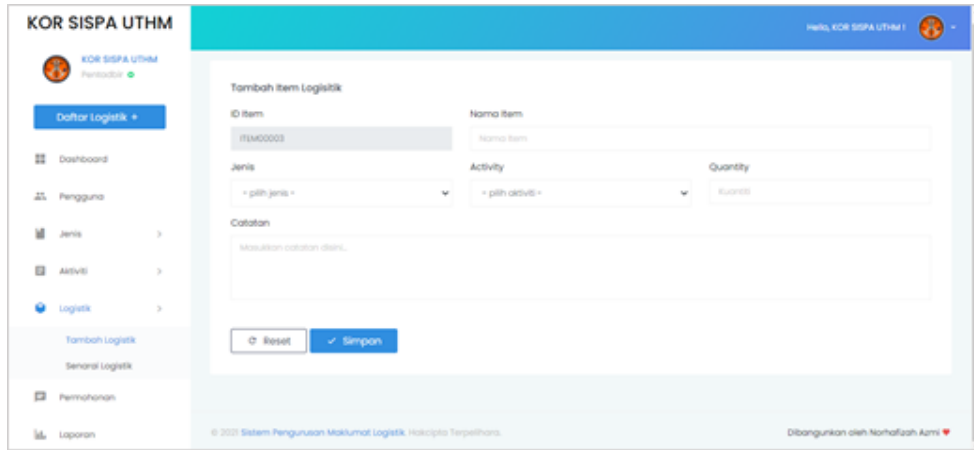 KOR SISPA UTHM
Hello, KOR SISPA UTHM !
KOR SISPA UTHM
Pentadbir
Daftar Logistik +
Dashboard
Pengguna
Jenis
Aktiviti
Logistik
Tambah Logistik
Senarai Logistik
Permohonan
Laporan
Tambah Item Logisitik
ID Item
Nama Item
ITEM00003
Nama Item
Jenis
Activity
Quantity
- pilih jenis -
- pilih aktiviti -
Kuantiti
Catatan
Masukkan catatan disini...
Reset
Simpan
© 2021 Sistem Pengurusan Maklumat Logistik. Hakcipta Terpelihara.
Dibangunkan oleh Norhafizah Azmi